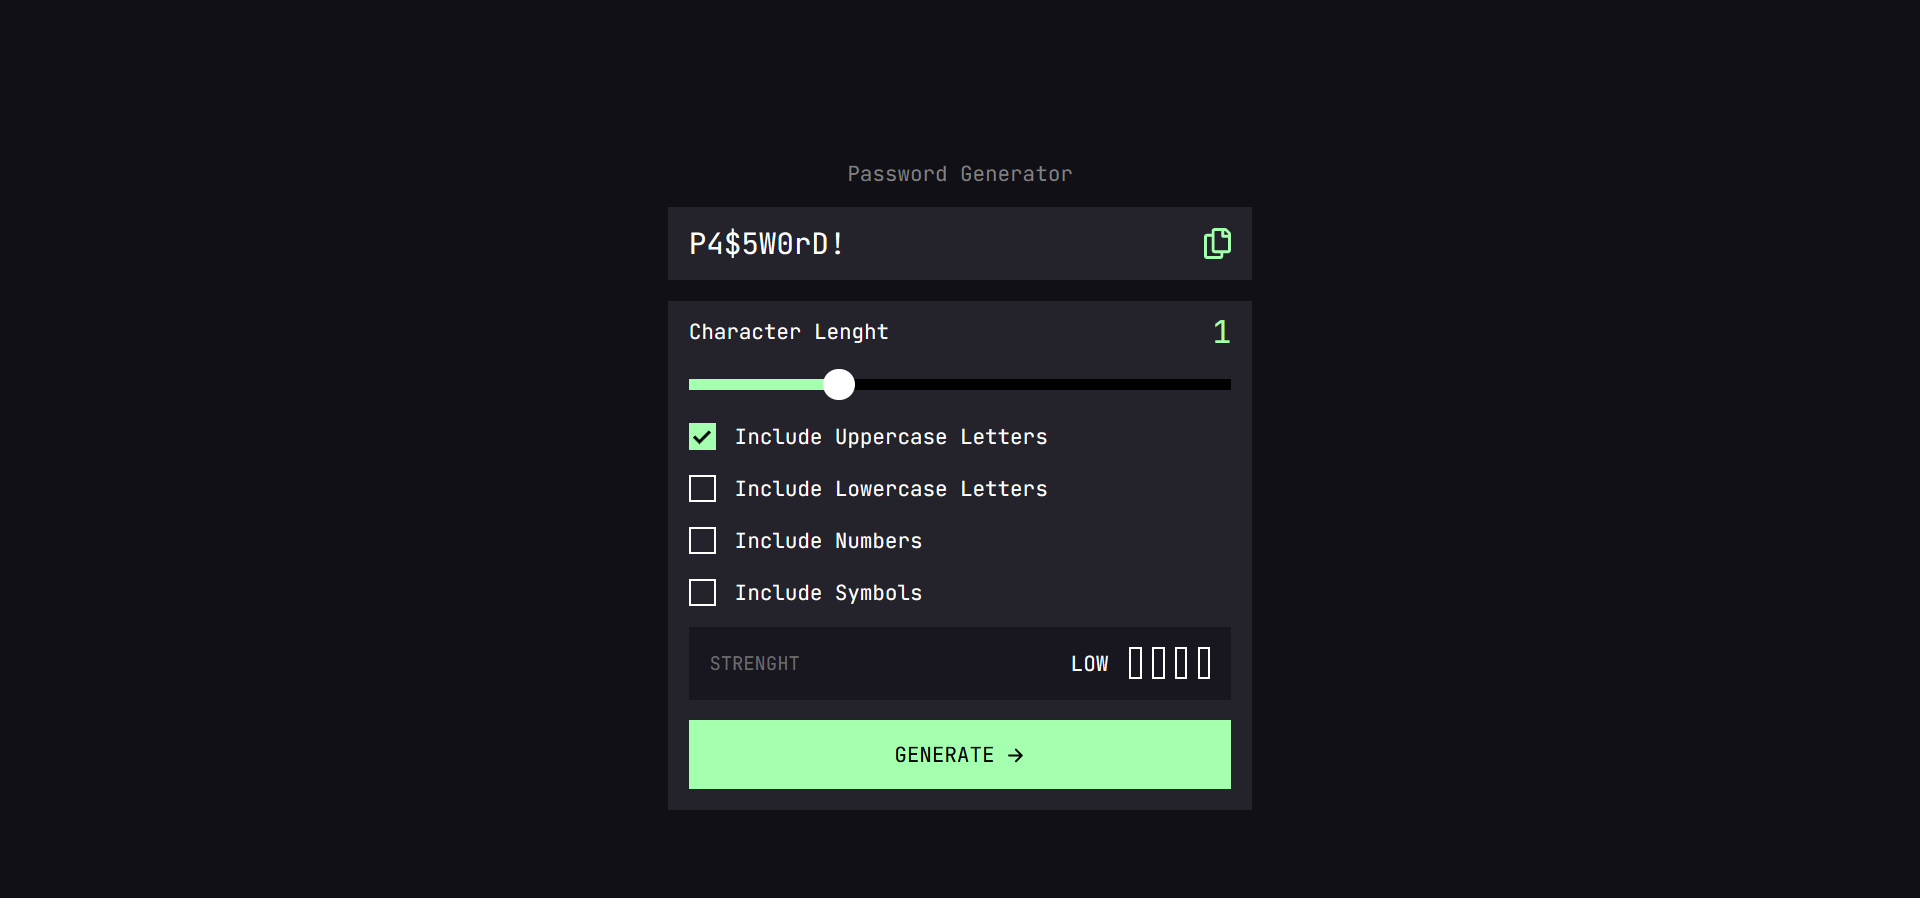 Password Generator
P4$5W0rD!
Character Lenght 1
Include Uppercase Letters
Include Lowercase Letters
Include Numbers
Include Symbols
STRENGHT LOW
GENERATE →